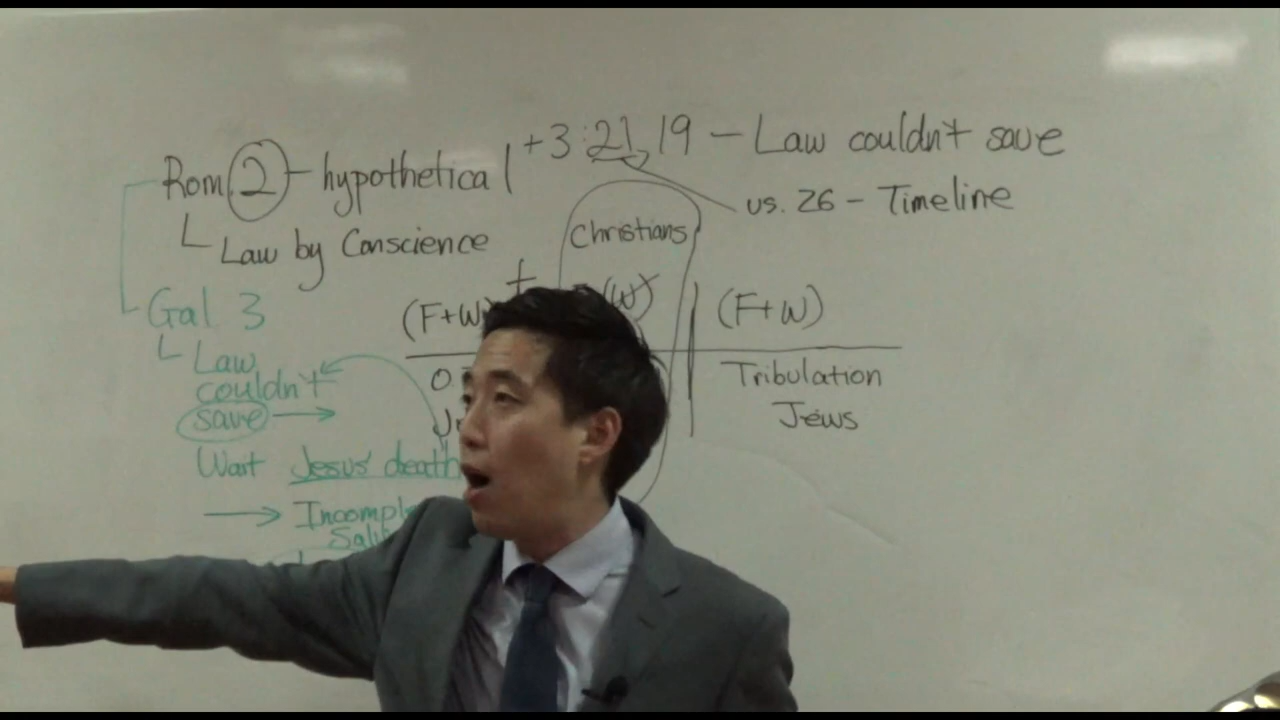 Rom 2 - hypothetical +3:21, 19 - Law couldn't save
vs. 26 - Timeline
Law by Conscience
Christians
(F+W) (W) (F+W)
Gal 3
Law
couldn't
save
Tribulation
Jews
Wait Jesus' death